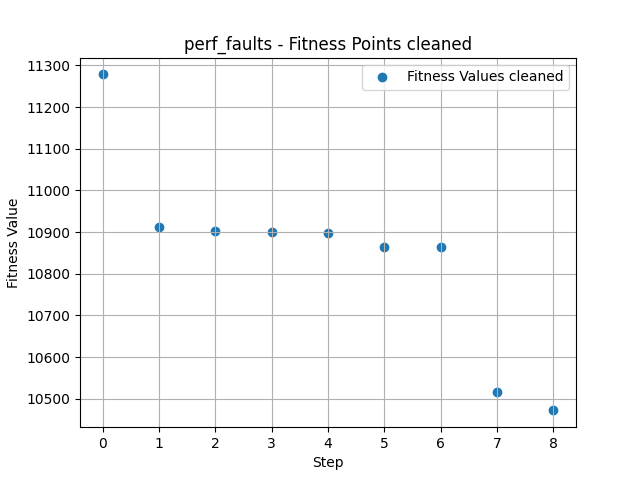 perf_faults - Fitness Points cleaned
Fitness Values cleaned
11300
11200
11100
11000
10900
10800
10700
10600
10500
Fitness Value
0 1 2 3 4 5 6 7 8
Step